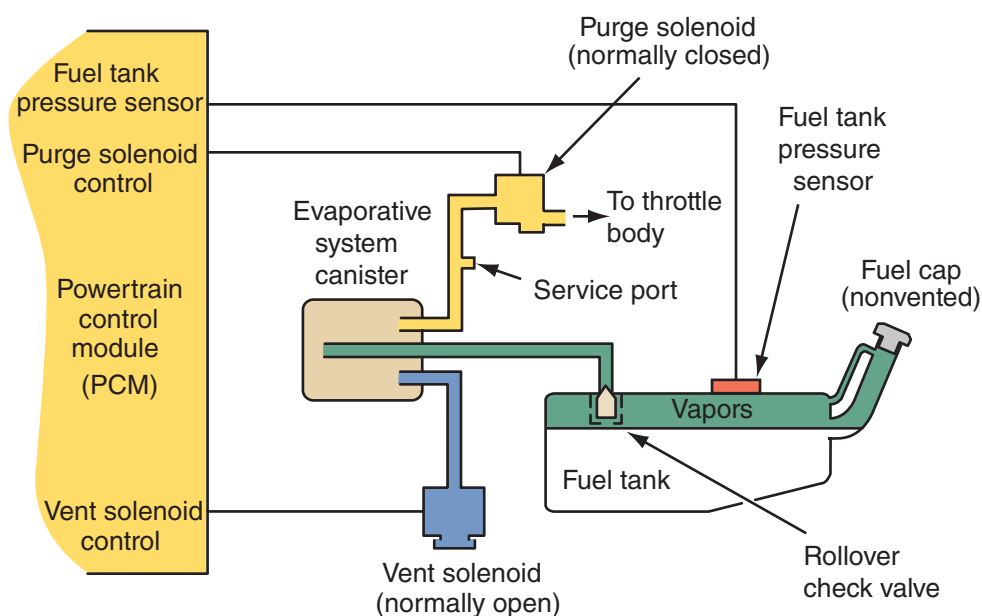 Fuel tank
pressure sensor
Purge solenoid
control
Powertrain
control
module
(PCM)
Vent solenoid
control
Purge solenoid
(normally closed)
Fuel tank
pressure
sensor
Evaporative
system
canister
To throttle
body
Service port
Fuel cap
(nonvented)
Vapors
Fuel tank
Vent solenoid
(normally open)
Rollover
check valve